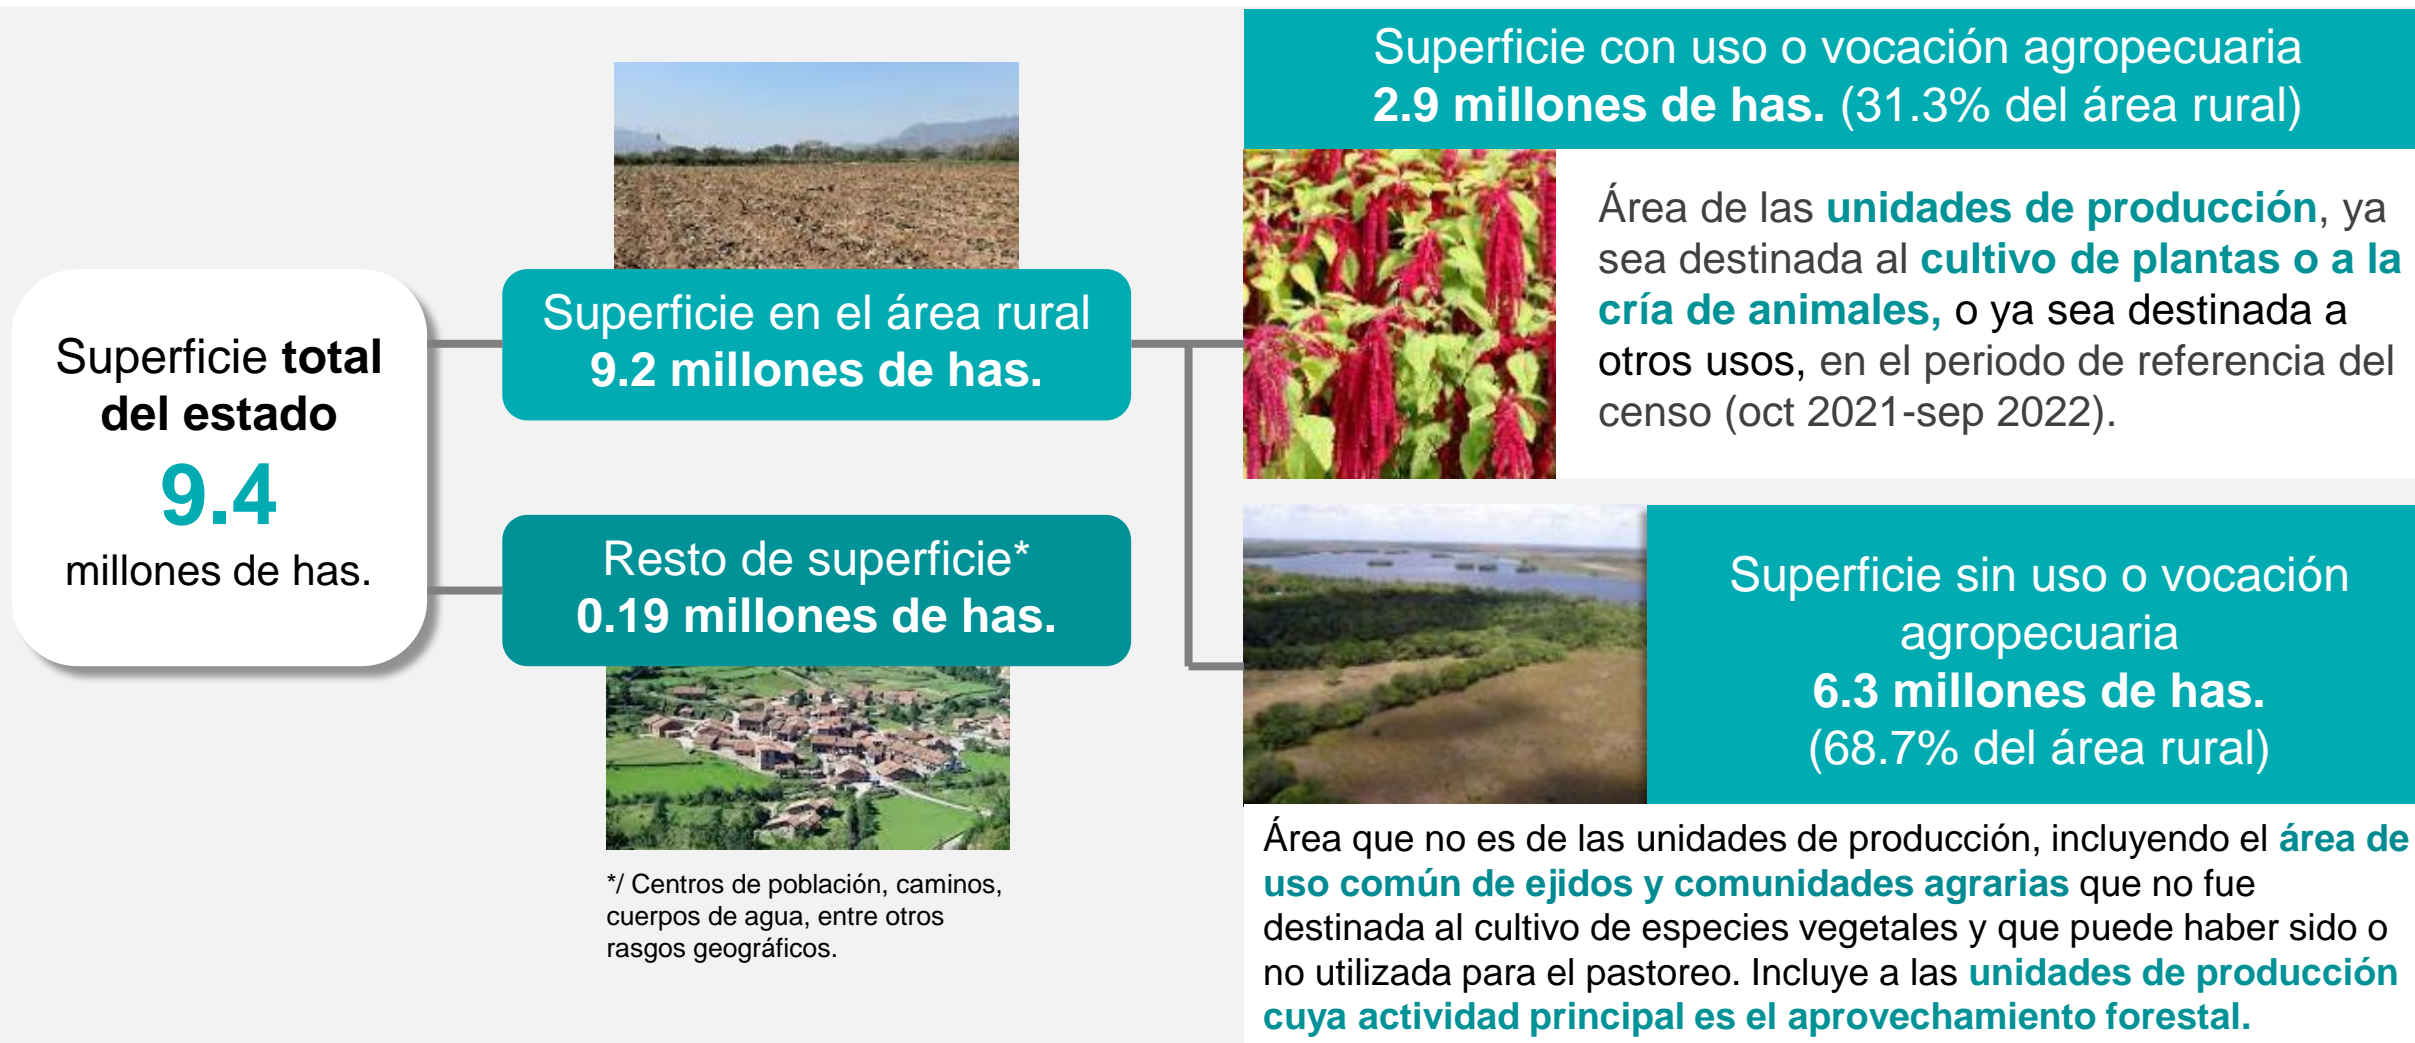 Superficie total
del estado
9.4
millones de has.
Superficie en el área rural
9.2 millones de has.
Resto de superficie*
0.19 millones de has.
*/ Centros de población, caminos,
cuerpos de agua, entre otros
rasgos geográficos.
Superficie con uso o vocación agropecuaria
2.9 millones de has. (31.3% del área rural)
Área de las unidades de producción, ya
sea destinada al cultivo de plantas o a la
cría de animales, o ya sea destinada a
otros usos, en el periodo de referencia del
censo (oct 2021-sep 2022).
Superficie sin uso o vocación
agropecuaria
6.3 millones de has.
(68.7% del área rural)
Área que no es de las unidades de producción, incluyendo el área de
uso común de ejidos y comunidades agrarias que no fue
destinada al cultivo de especies vegetales y que puede haber sido o
no utilizada para el pastoreo. Incluye a las unidades de producción
cuya actividad principal es el aprovechamiento forestal.